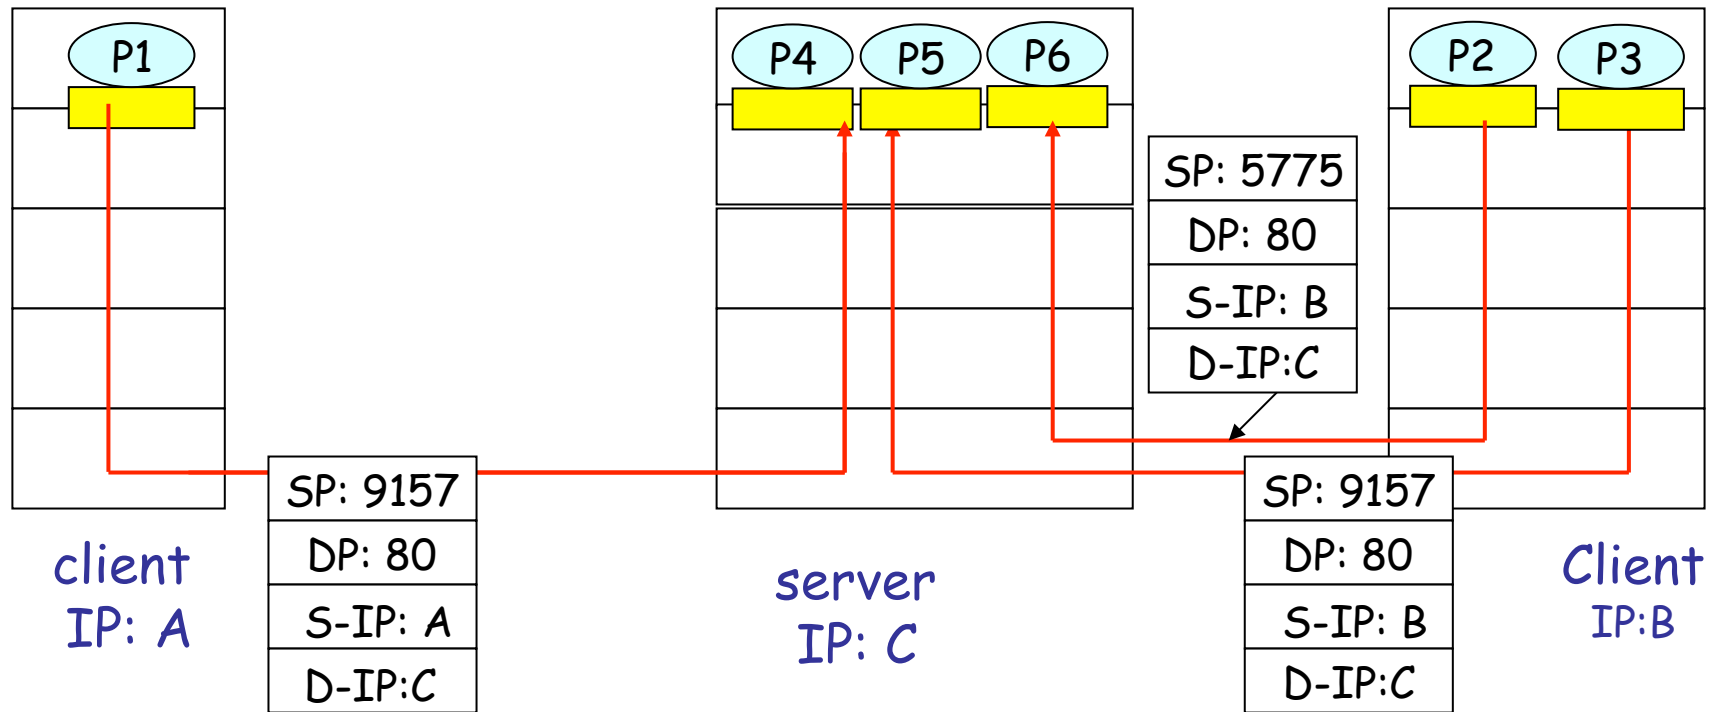 P1
P4
P5
P6
P2
P3
SP: 5775
DP: 80
S-IP: B
D-IP:C
SP: 9157
DP: 80
S-IP: A
D-IP:C
SP: 9157
DP: 80
S-IP: B
D-IP:C
client
IP: A
server
IP: C
Client
IP:B